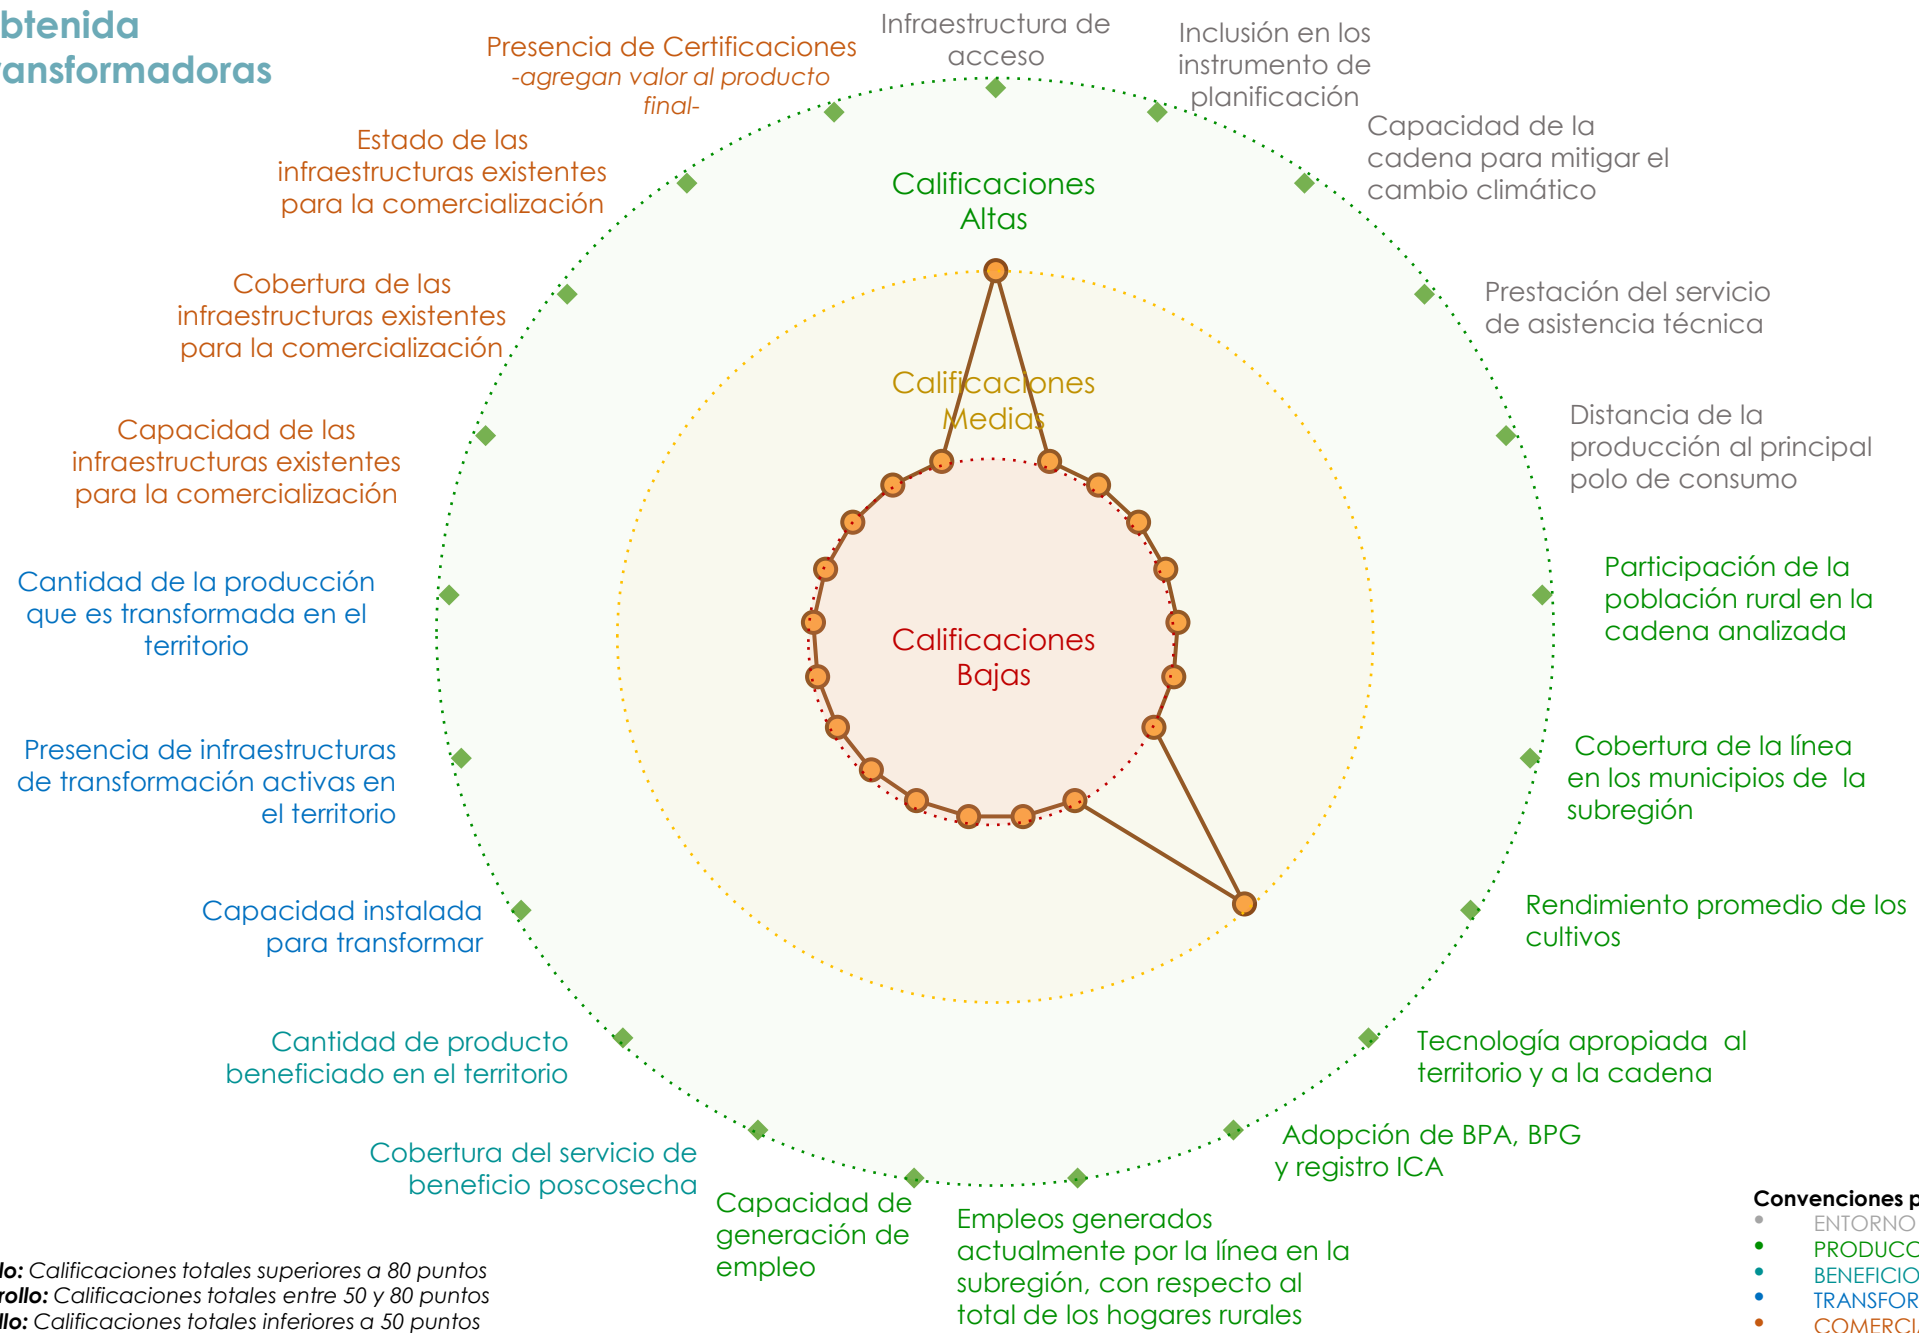 btenida
ansformadoras
Presencia de Certificaciones
-agregan valor al producto
final-
Infraestructura de
acceso
Inclusión en los
instrumento de
planificación
Capacidad de la
cadena para mitigar el
cambio climático
Estado de las
infraestructuras existentes
para la comercialización
Calificaciones
Altas
Cobertura de las
infraestructuras existentes
para la comercialización
Prestación del servicio
de asistencia técnica
Calificaciones
Medias
Capacidad de las
infraestructuras existentes
para la comercialización
Distancia de la
producción al principal
polo de consumo
Cantidad de la producción
que es transformada en el
territorio
Participación de la
población rural en la
cadena analizada
Calificaciones
Bajas
Presencia de infraestructuras
de transformación activas en
el territorio
Cobertura de la línea
en los municipios de la
subregión
Capacidad instalada
para transformar
Rendimiento promedio de los
cultivos
Cantidad de producto
beneficiado en el territorio
Tecnología apropiada al
territorio y a la cadena
Cobertura del servicio de
beneficio poscosecha
Adopción de BPA, BPG
y registro ICA
Capacidad de
generación de
empleo
Empleos generados
actualmente por la línea en la
subregión, con respecto al
total de los hogares rurales
llo: Calificaciones totales superiores a 80 puntos
rollo: Calificaciones totales entre 50 y 80 puntos
llo: Calificaciones totales inferiores a 50 puntos
Convenciones p
• ENTORNO
• PRODUCC
• BENEFICIO
• TRANSFOR
• COMERCIA